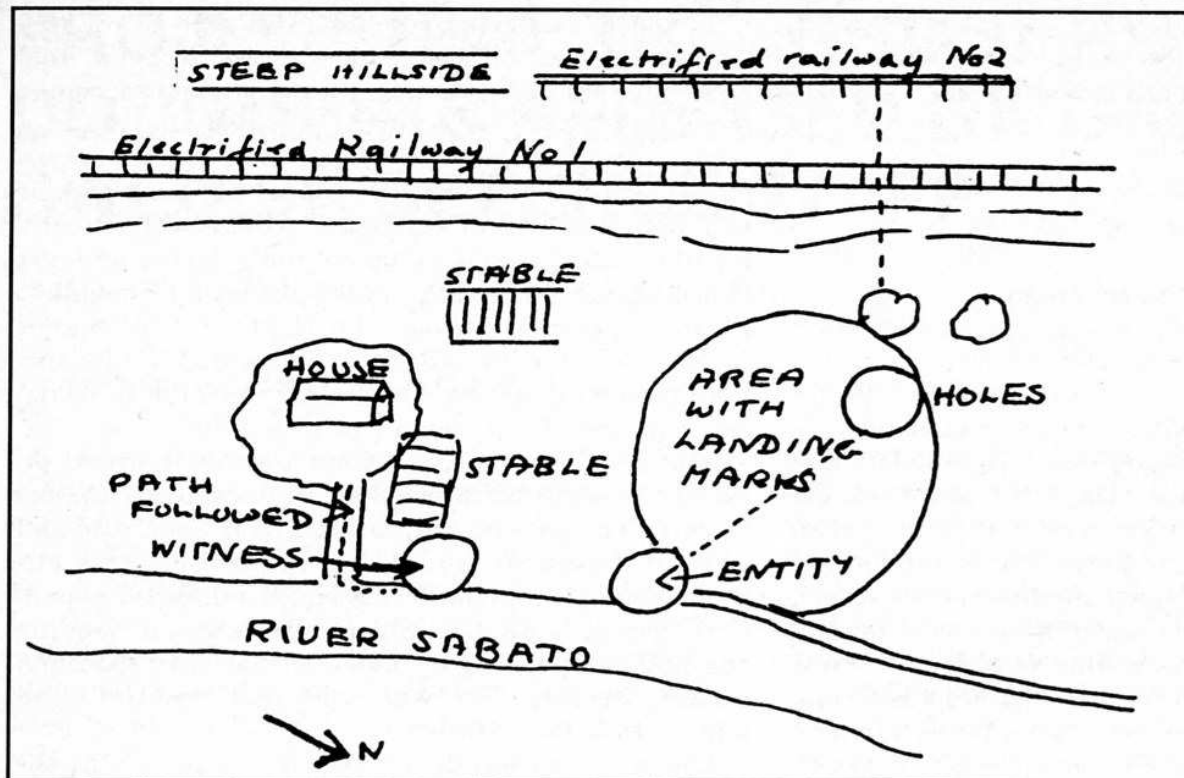 STEEP HILLSIDE
Electrified railway No2
Electrified Railway No1
STABLE
HOUSE
AREA
WITH
LANDING
MARKS
HOLES
STABLE
PATH
FOLLOWED
WITNESS
ENTITY
RIVER SABATO
N